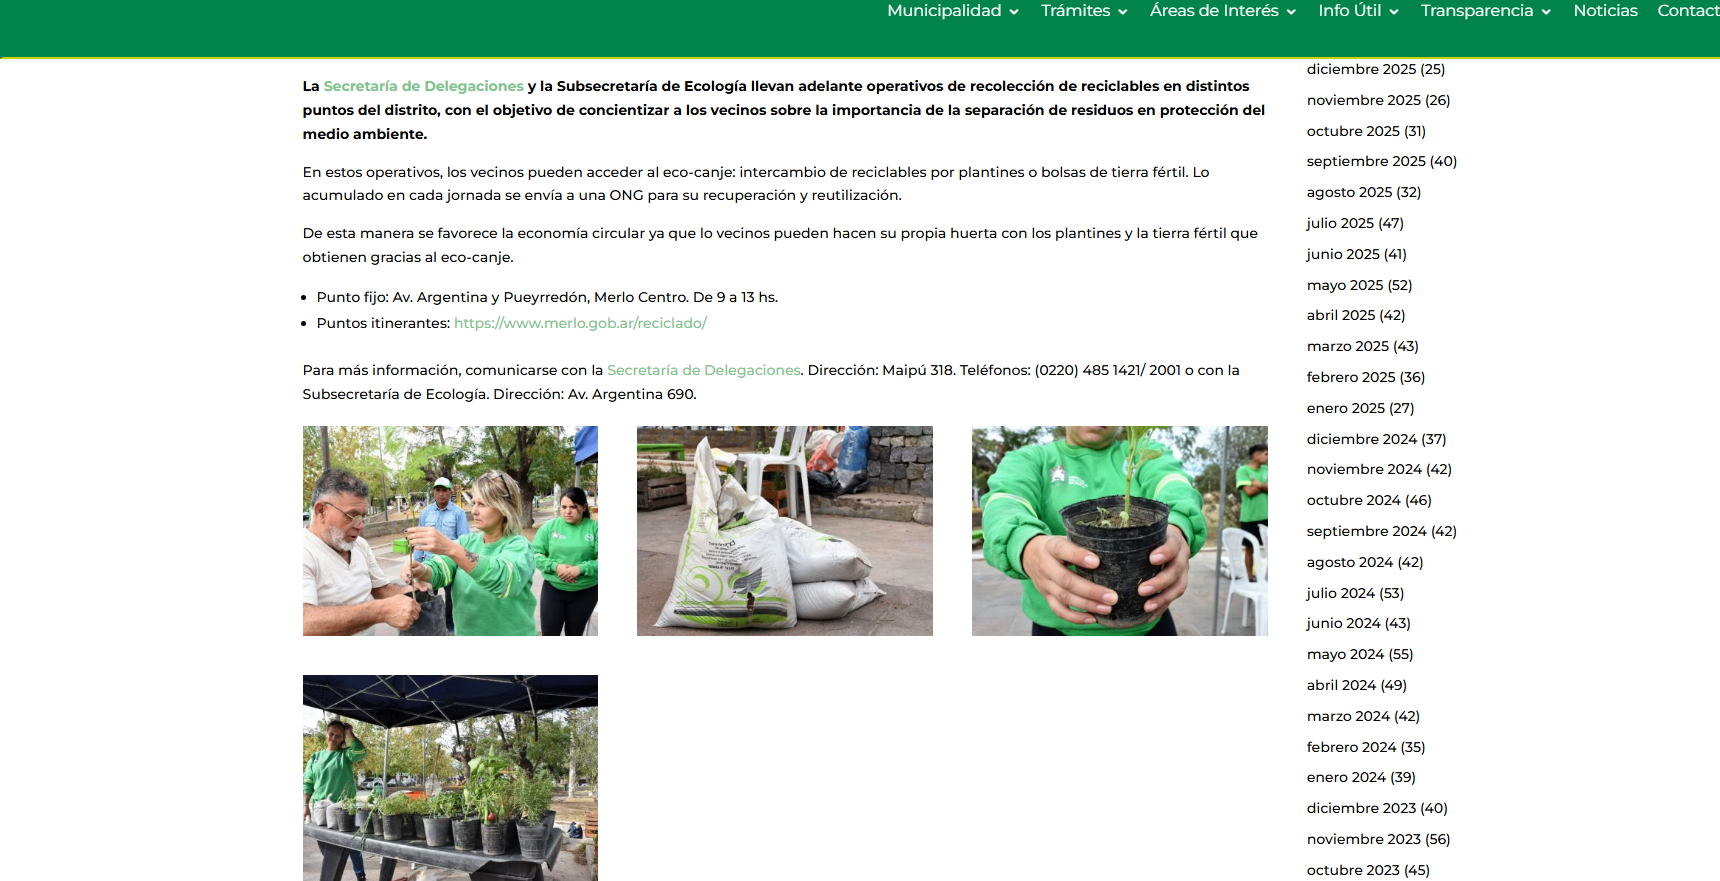 Municipalidad
Trámites
Áreas de Interés
Info Útil
Transparencia
Noticias
Contact
La Secretaría de Delegaciones y la Subsecretaría de Ecología llevan adelante operativos de recolección de reciclables en distintos
puntos del distrito, con el objetivo de concientizar a los vecinos sobre la importancia de la separación de residuos en protección del
medio ambiente.
En estos operativos, los vecinos pueden acceder al eco-canje: intercambio de reciclables por plantines o bolsas de tierra fértil. Lo
acumulado en cada jornada se envía a una ONG para su recuperación y reutilización.
De esta manera se favorece la economía circular ya que lo vecinos pueden hacen su propia huerta con los plantines y la tierra fértil que
obtienen gracias al eco-canje.
• Punto fijo: Av. Argentina y Pueyrredón, Merlo Centro. De 9 a 13 hs.
• Puntos itinerantes: https://www.merlo.gob.ar/reciclado/
Para más información, comunicarse con la Secretaría de Delegaciones. Dirección: Maipú 318. Teléfonos: (0220) 485 1421/ 2001 o con la
Subsecretaría de Ecología. Dirección: Av. Argentina 690.
diciembre 2025 (25)
noviembre 2025 (26)
octubre 2025 (31)
septiembre 2025 (40)
agosto 2025 (32)
julio 2025 (47)
junio 2025 (41)
mayo 2025 (52)
abril 2025 (42)
marzo 2025 (43)
febrero 2025 (36)
enero 2025 (27)
diciembre 2024 (37)
noviembre 2024 (42)
octubre 2024 (46)
septiembre 2024 (42)
agosto 2024 (42)
julio 2024 (53)
junio 2024 (43)
mayo 2024 (55)
abril 2024 (49)
marzo 2024 (42)
febrero 2024 (35)
enero 2024 (39)
diciembre 2023 (40)
noviembre 2023 (56)
octubre 2023 (45)